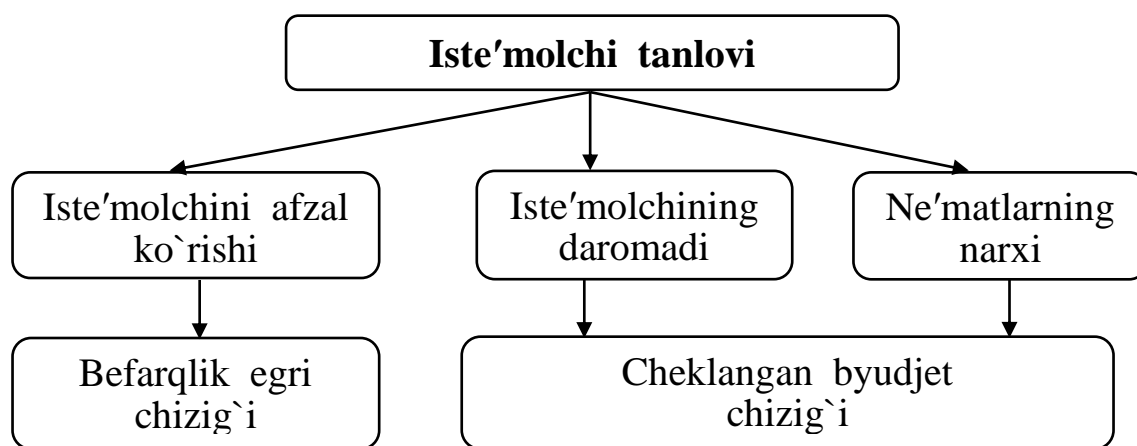 Iste′molchi tanlovi
Iste′molchini afzal
ko`rishi
Iste′molchining
daromadi
Ne′matlarning
narxi
Befarqlik egri
chizig`i
Cheklangan byudjet
chizig`i